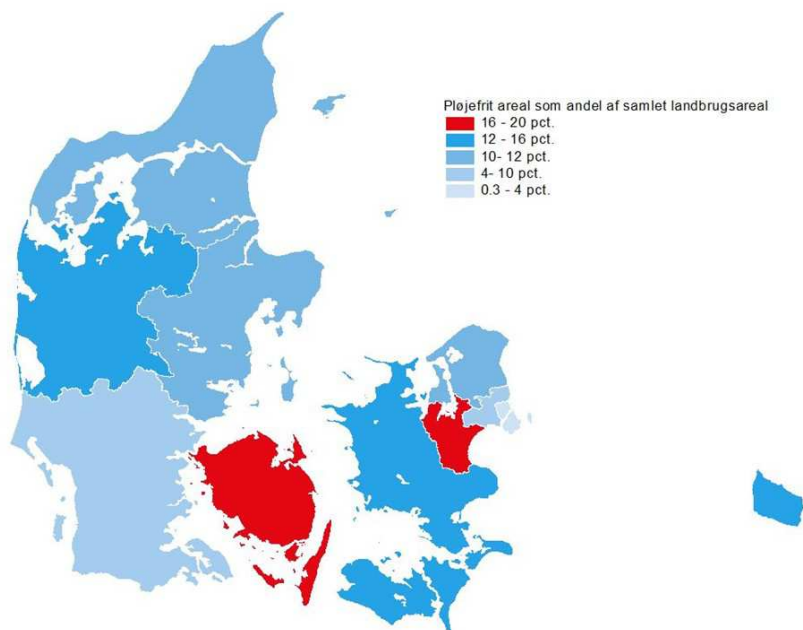 Pløjefrit areal som andel af samlet landbrugsareal
16 - 20 pct.
12 - 16 pct.
10- 12 pct.
4- 10 pct.
0.3 - 4 pct.